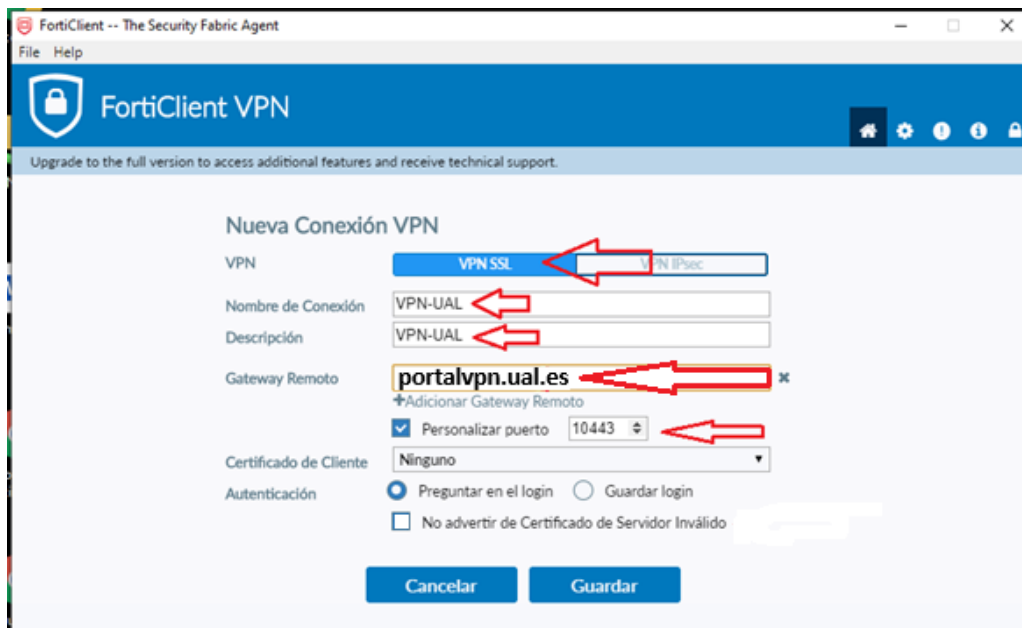 FortiClient -- The Security Fabric Agent
File Help
FortiClient VPN
Upgrade to the full version to access additional features and receive technical support.
Nueva Conexión VPN
VPN VPN SSL VPN IPsec
Nombre de Conexión VPN-UAL
Descripción VPN-UAL
Gateway Remoto portalvpn.ual.es
+Adicionar Gateway Remoto
Personalizar puerto 10443
Certificado de Cliente Ninguno
Autenticación Preguntar en el login Guardar login
No advertir de Certificado de Servidor Inválido
Cancelar Guardar